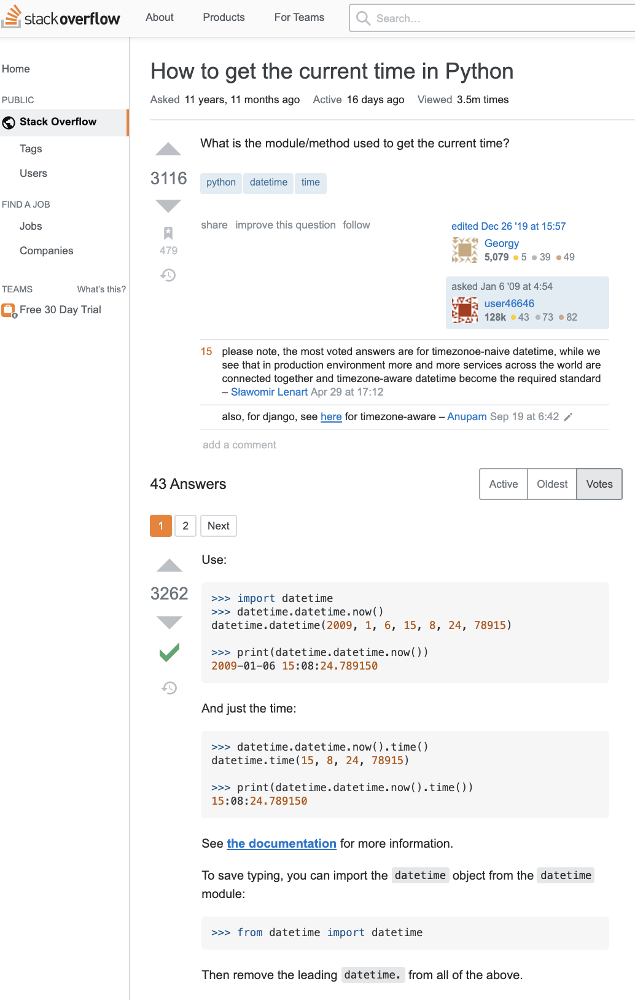 stackoverflow
About
Products
For Teams
Search...
Home
PUBLIC
Stack Overflow
Tags
Users
FIND A JOB
Jobs
Companies
TEAMS What's this?
Free 30 Day Trial
How to get the current time in Python
Asked 11 years, 11 months ago Active 16 days ago Viewed 3.5m times
What is the module/method used to get the current time?
3116
python datetime time
479
share improve this question follow
edited Dec 26 '19 at 15:57
Georgy
5,079 5 39 49
asked Jan 6 '09 at 4:54
user46646
128k 43 73 82
15 please note, the most voted answers are for timezonoe-naive datetime, while we
see that in production environment more and more services across the world are
connected together and timezone-aware datetime become the required standard
– Sławomir Lenart Apr 29 at 17:12
also, for django, see here for timezone-aware – Anupam Sep 19 at 6:42
add a comment
43 Answers
Active Oldest Votes
1 2 Next
3262
Use:
>>> import datetime
>>> datetime.datetime.now()
datetime.datetime(2009, 1, 6, 15, 8, 24, 78915)
>>> print(datetime.datetime.now())
2009-01-06 15:08:24.789150
And just the time:
>>> datetime.datetime.now().time()
datetime.time(15, 8, 24, 78915)
>>> print(datetime.datetime.now().time())
15:08:24.789150
See the documentation for more information.
To save typing, you can import the datetime object from the datetime
module:
>>> from datetime import datetime
Then remove the leading datetime. from all of the above.